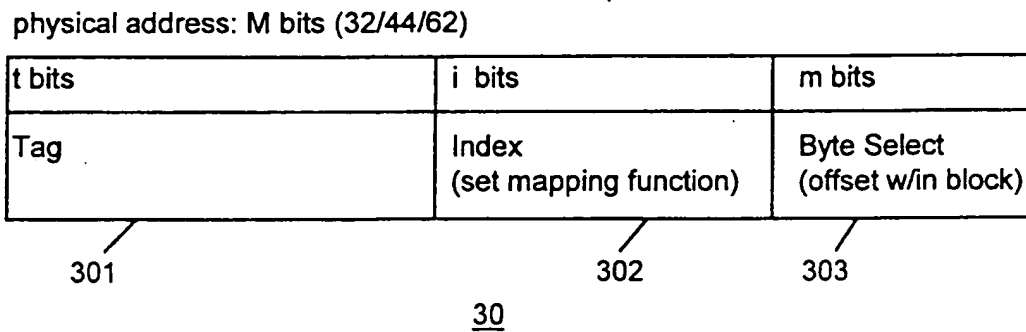 physical address: M bits (32/44/62)
t bits
i bits
m bits
Tag
Index
(set mapping function)
Byte Select
(offset w/in block)
301
302
303
30